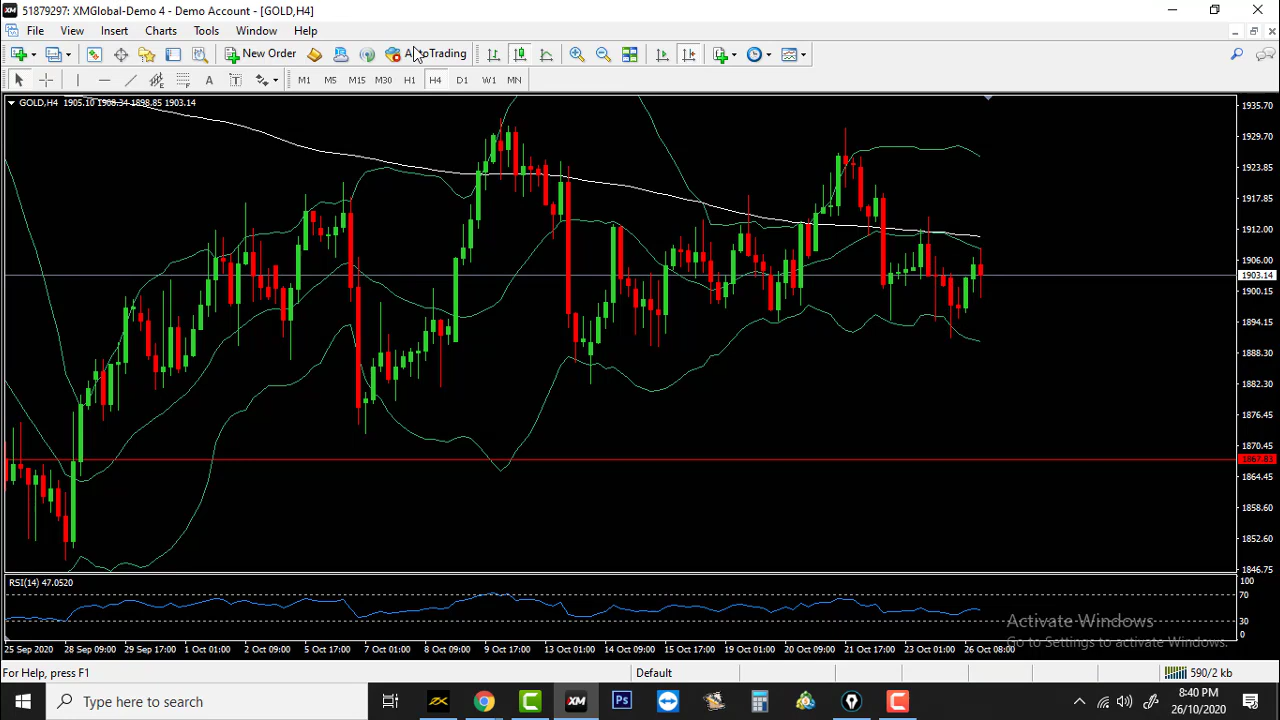 51879297: XMGlobal-Demo 4 - Demo Account - [GOLD,H4]
File View Insert Charts Tools Window Help
New Order AutoTrading
A T M1 M5 M15 M30 H1 H4 D1 W1 MN
GOLD,H4 1905.10 1908.34 1898.85 1903.14
1935.70
1929.70
1923.85
1917.85
1912.00
1906.00
1903.14
1900.15
1894.15
1888.30
1882.30
1876.45
1870.45
1867.83
1864.45
1858.60
1852.60
1846.75
RSI(14) 47.0520
100
70
30
0
Activate Windows
Go to Settings to activate Windows.
25 Sep 2020 28 Sep 09:00 29 Sep 17:00 1 Oct 01:00 2 Oct 09:00 5 Oct 17:00 7 Oct 01:00 8 Oct 09:00 9 Oct 17:00 13 Oct 01:00 14 Oct 09:00 15 Oct 17:00 19 Oct 01:00 20 Oct 09:00 21 Oct 17:00 23 Oct 01:00 26 Oct 08:00
For Help, press F1 Default 590/2 kb
Type here to search XM Ps 8:40 PM
26/10/2020